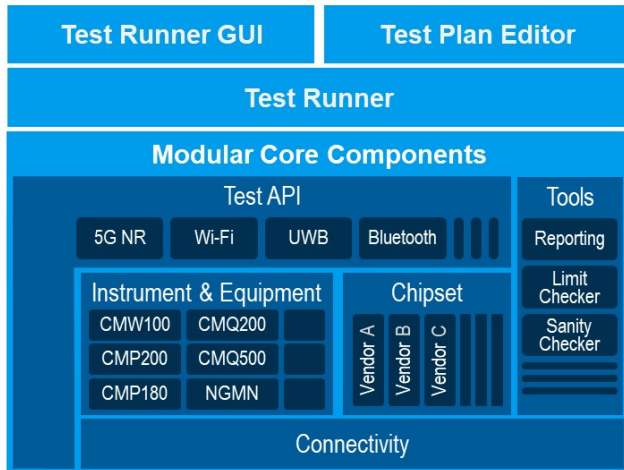 Test Runner GUI
Test Plan Editor
Test Runner
Modular Core Components
Test API
5G NR
Wi-Fi
UWB
Bluetooth
Tools
Reporting
Limit
Checker
Sanity
Checker
Instrument & Equipment
CMW100
CMQ200
CMP200
CMQ500
CMP180
NGMN
Chipset
Vendor A
Vendor B
Vendor C
Connectivity